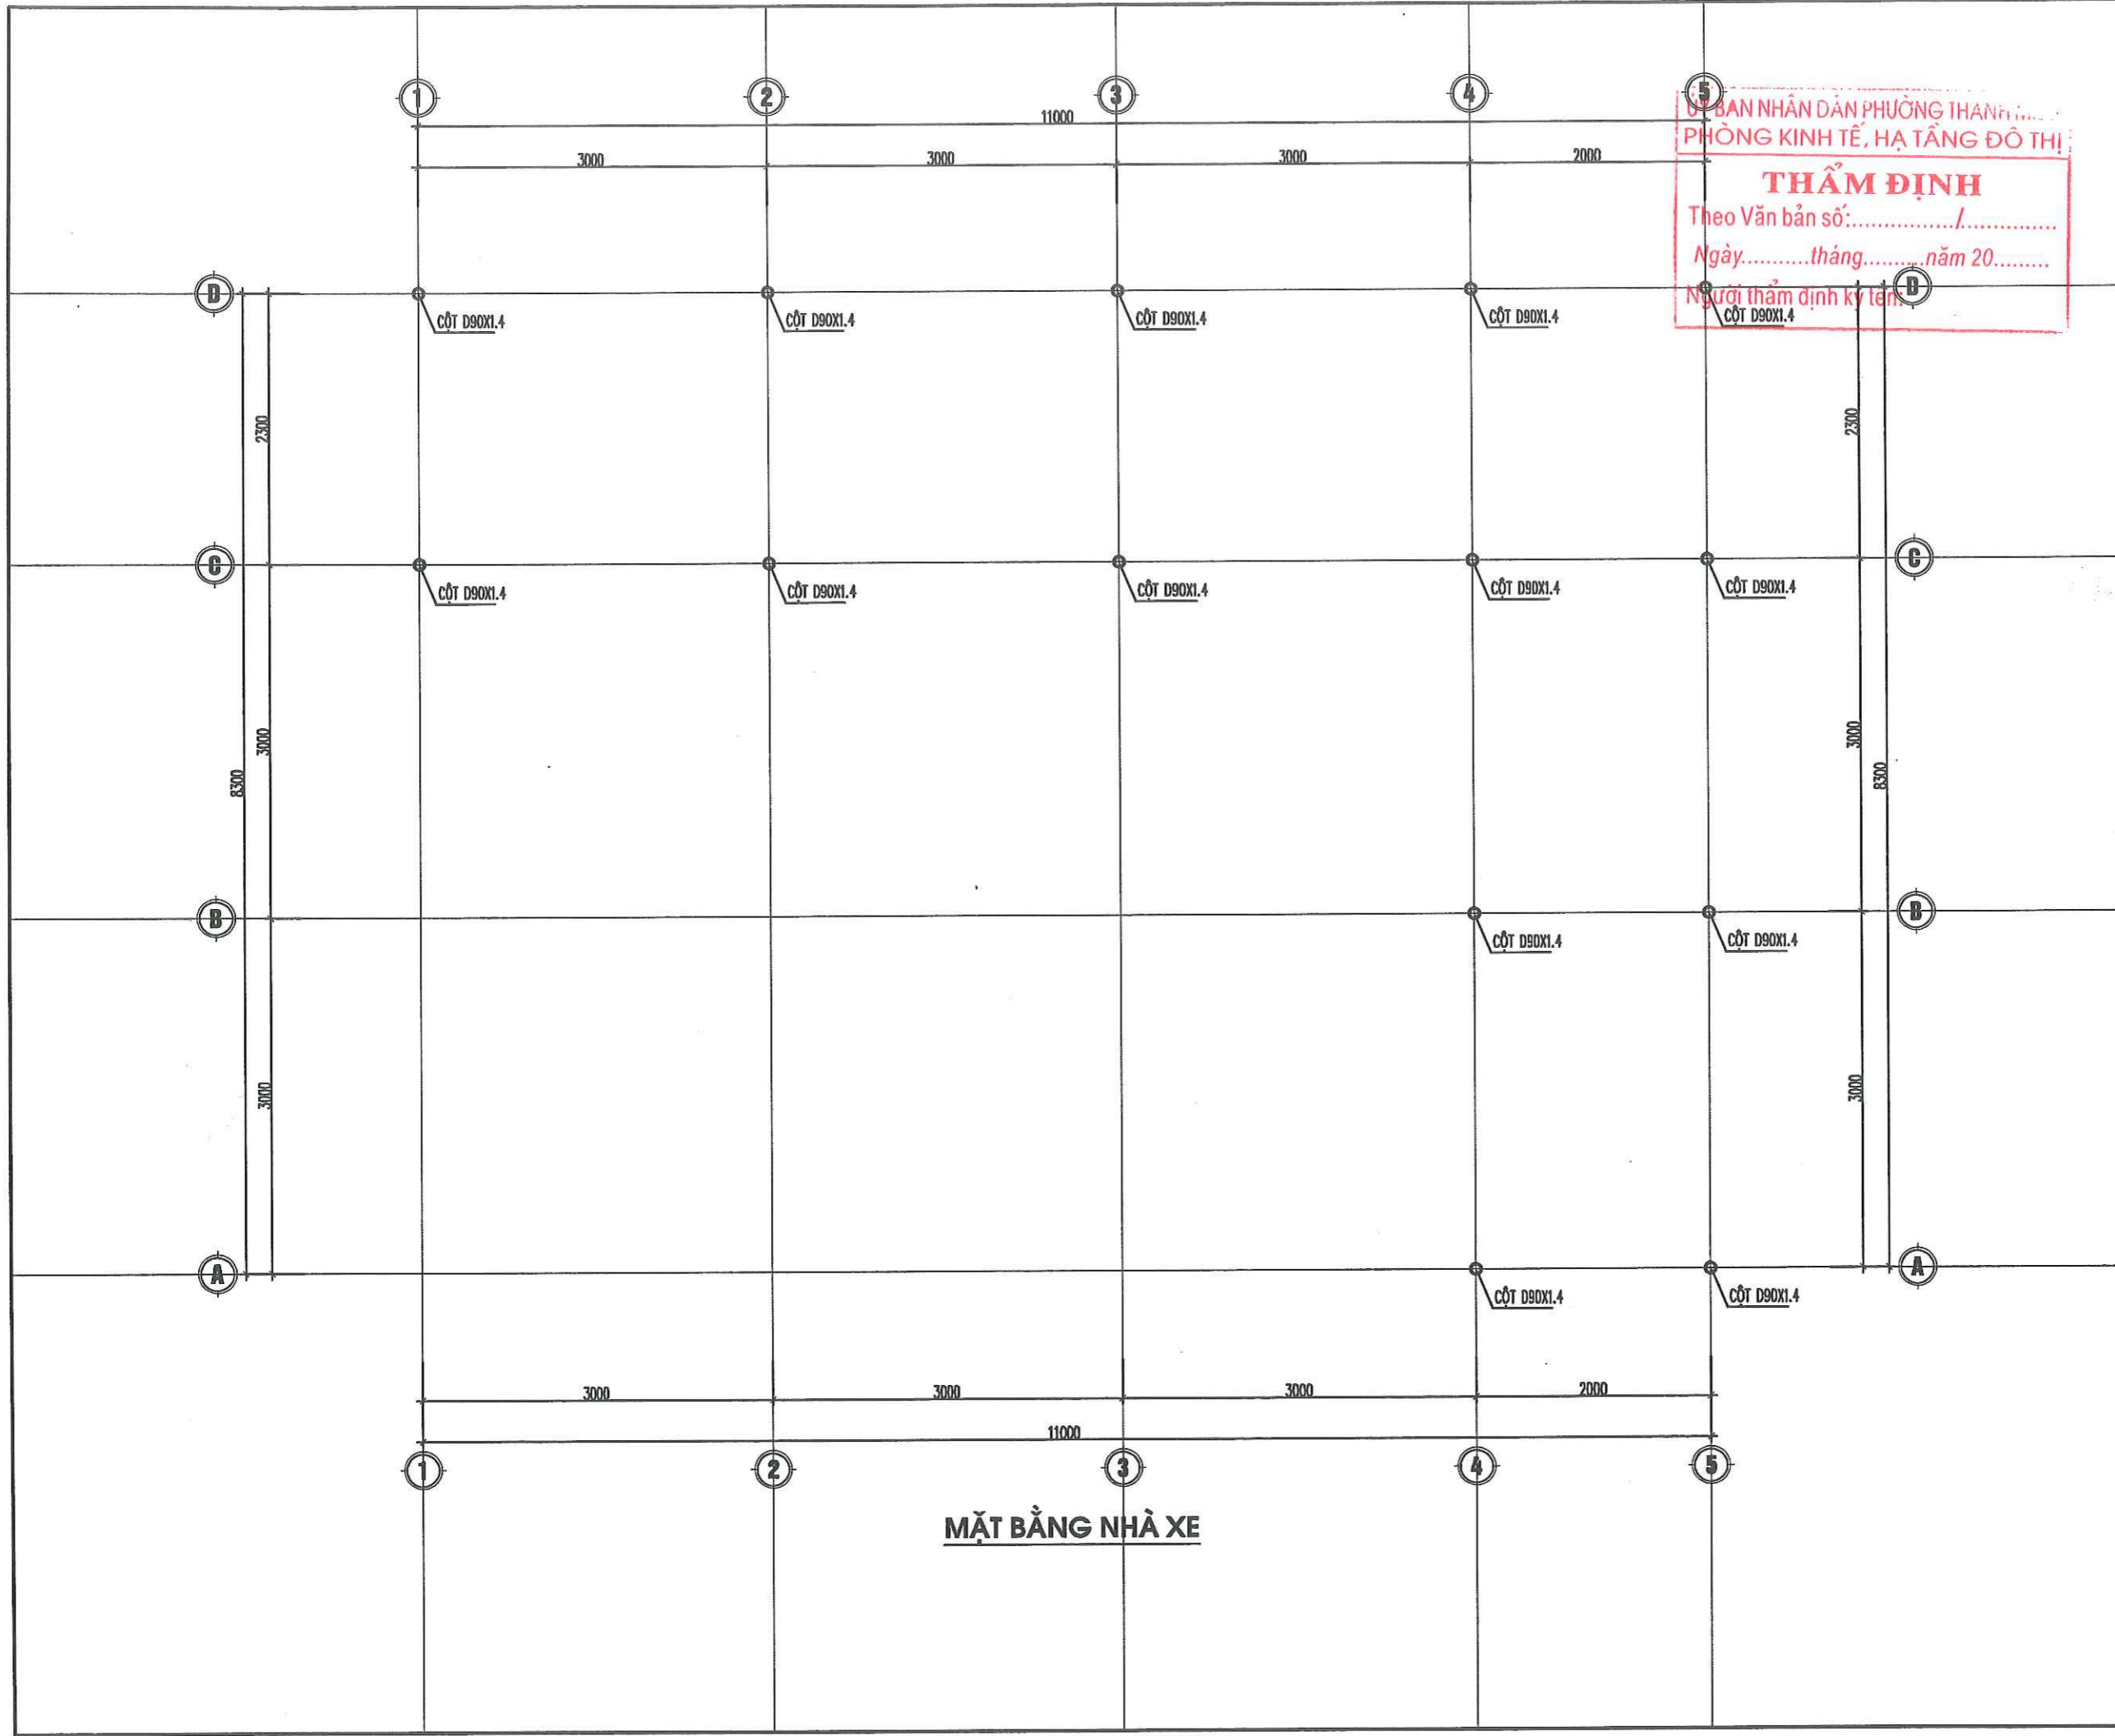 1 2 3 4 5
ỦY BAN NHÂN DÂN PHƯỜNG
11000
PHÒNG KINH TẾ, HẠ TẦNG ĐÔ THỊ
3000 3000 3000 2000
THẨM ĐỊNH
Theo Văn bản số:................/................
Ngày...........tháng..........năm 20.........
D D
Người thẩm định ký tên:
CỘT D90X1.4 CỘT D90X1.4 CỘT D90X1.4 CỘT D90X1.4 CỘT D90X1.4
2300 2300
C C
CỘT D90X1.4 CỘT D90X1.4 CỘT D90X1.4 CỘT D90X1.4 CỘT D90X1.4
3000 3000
8300 8300
B B
CỘT D90X1.4 CỘT D90X1.4
3000 3000
A A
CỘT D90X1.4 CỘT D90X1.4
3000 3000 3000 2000
11000
1 2 3 4 5
MẶT BẰNG NHÀ XE